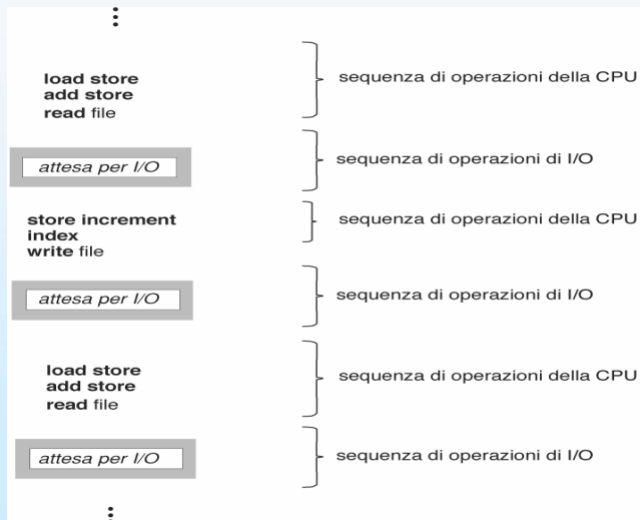 load store
add store
read file
sequenza di operazioni della CPU
attesa per I/O
sequenza di operazioni di I/O
store increment
index
write file
sequenza di operazioni della CPU
attesa per I/O
sequenza di operazioni di I/O
load store
add store
read file
sequenza di operazioni della CPU
attesa per I/O
sequenza di operazioni di I/O